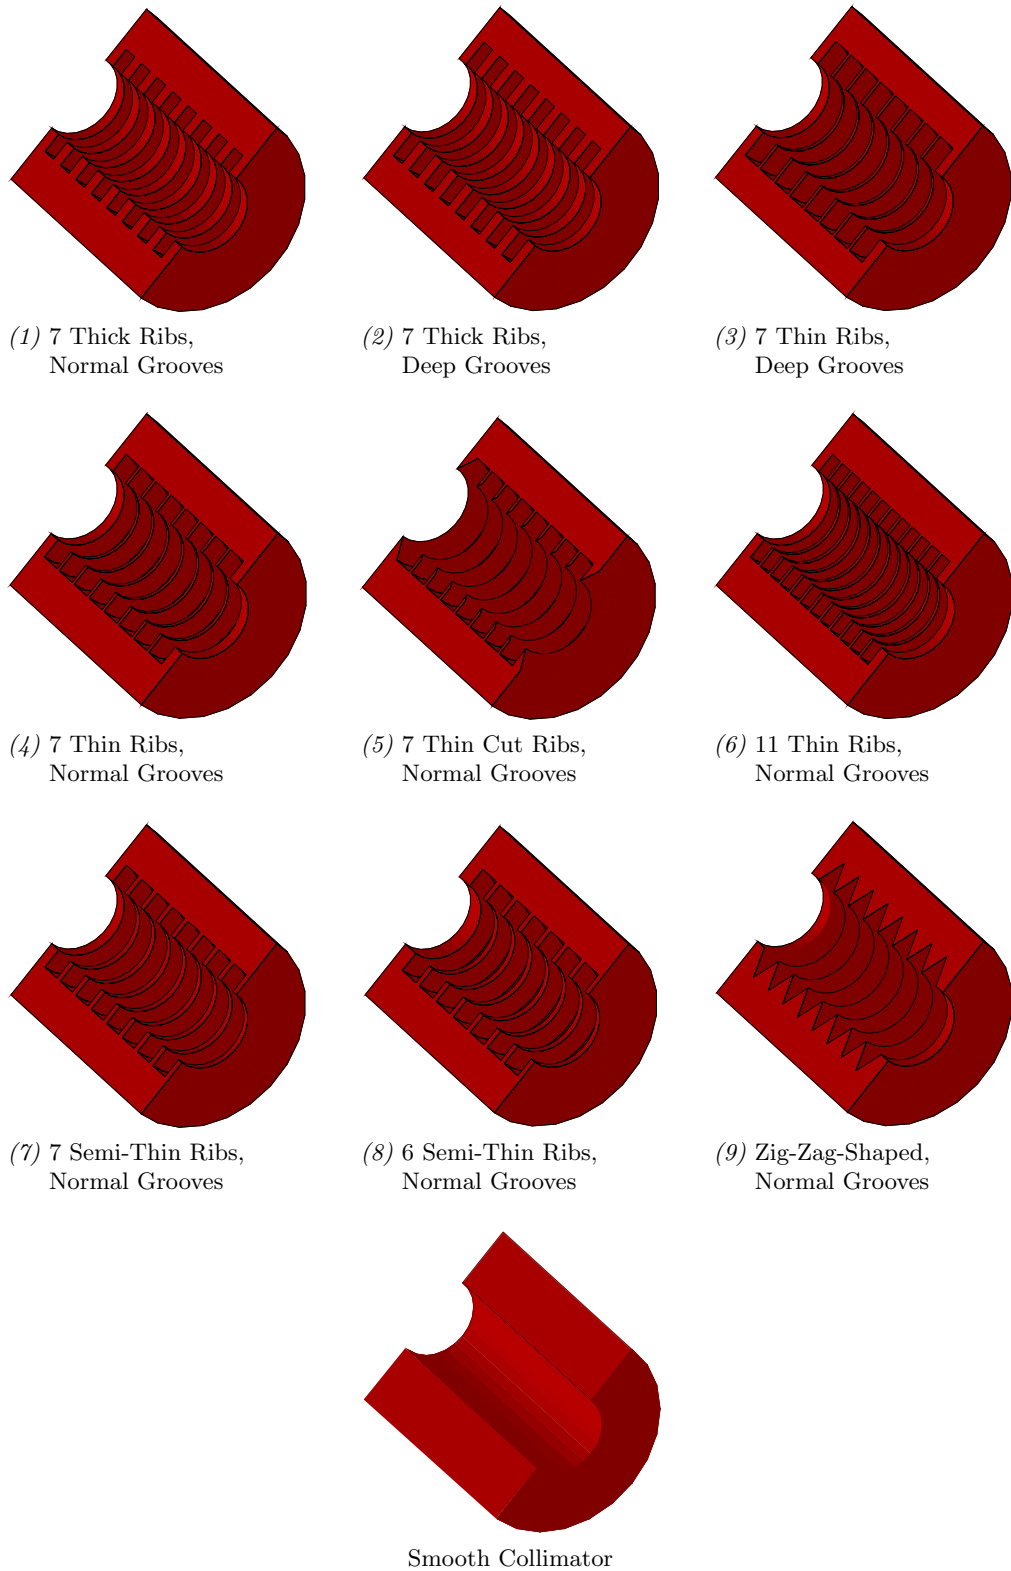 (1) 7 Thick Ribs,
Normal Grooves
(2) 7 Thick Ribs,
Deep Grooves
(3) 7 Thin Ribs,
Deep Grooves
(4) 7 Thin Ribs,
Normal Grooves
(5) 7 Thin Cut Ribs,
Normal Grooves
(6) 11 Thin Ribs,
Normal Grooves
(7) 7 Semi-Thin Ribs,
Normal Grooves
(8) 6 Semi-Thin Ribs,
Normal Grooves
(9) Zig-Zag-Shaped,
Normal Grooves
Smooth Collimator